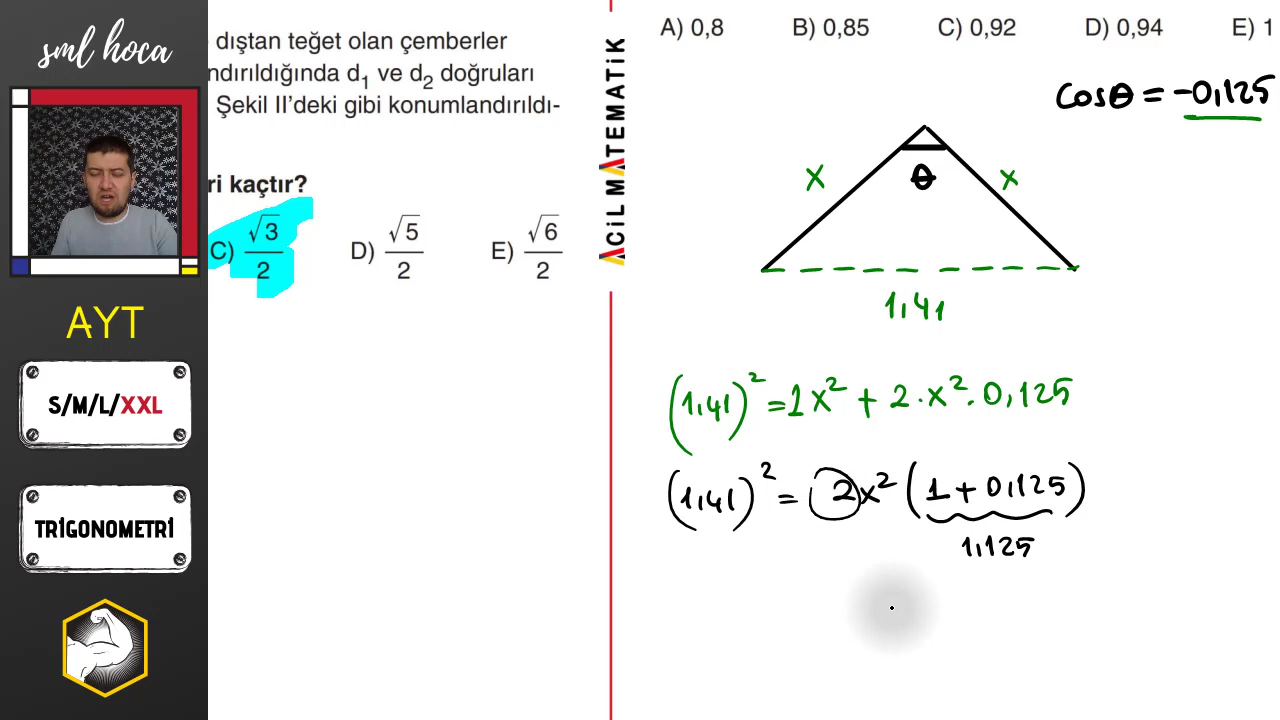 sml hoca
AYT
S/M/L/XXL
TRİGONOMETRİ
dıştan teğet olan çemberler
ndırıldığında d₁ ve d₂ doğruları
Şekil II'deki gibi konumlandırıldı-
ri kaçtır?
C) √3/2 D) √5/2 E) √6/2
ACİL MATEMATİK
A) 0,8 B) 0,85 C) 0,92 D) 0,94 E) 1
cosθ = -0,125
x θ x
1,41
(1,41)² = 1x² + 2·x²·0,125
(1,41)² = 2x² (1 + 0,125)
1,125